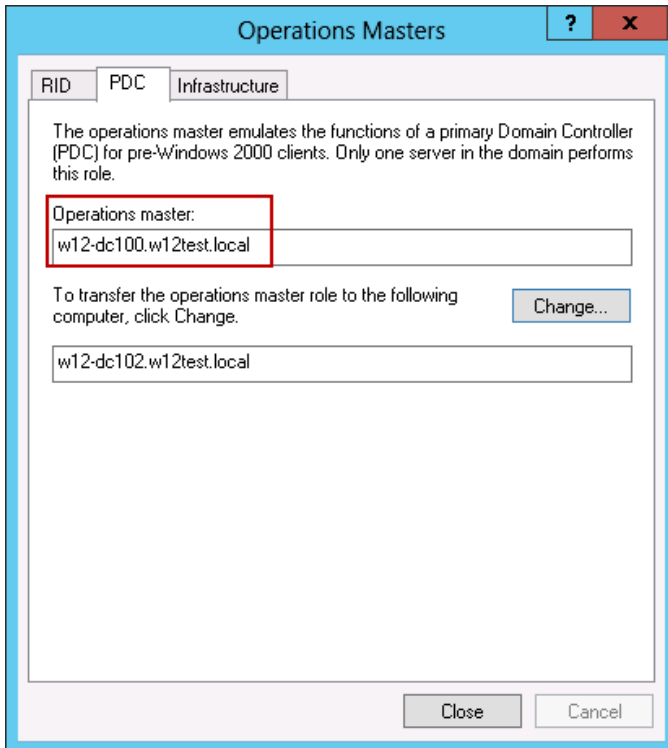 Operations Masters
? x
RID PDC Infrastructure
The operations master emulates the functions of a primary Domain Controller
(PDC) for pre-Windows 2000 clients. Only one server in the domain performs
this role.
Operations master:
w12-dc100.w12test.local
To transfer the operations master role to the following
computer, click Change.
Change...
w12-dc102.w12test.local
Close Cancel